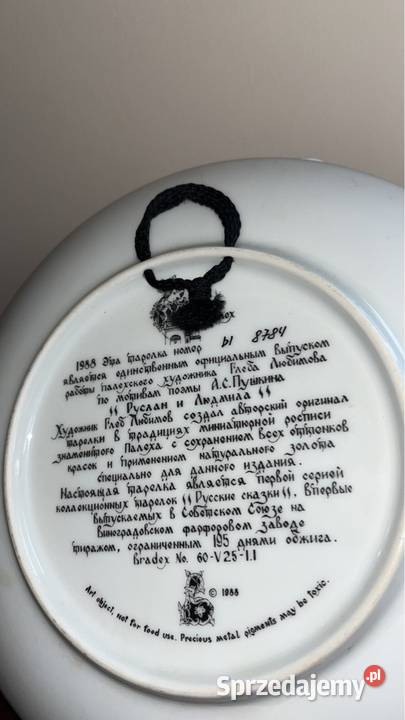 лех
1988 Эта тарелка номер Ы 8784
является единственным официальным выпуском
работы палехского художника Глеба Любимова
по мотивам поэмы А.С.Пушкина
"Руслан и Людмила"
Художник Глеб Любимов создал авторский оригинал
тарелки в традициях миниатюрной росписи
знаменитого Палеха с сохранением всех оттенков
красок и применением натурального золота
специально для данного издания.
Настоящая тарелка является первой серией
коллекционных тарелок "Русские сказки". Впервые
выпускаемых в Советском Союзе на
Виноградовском фарфоровом заводе
тиражом, ограниченным 195 днями обжига.
Bradex No. 60-V25-1.1
© 1988
Art object, not for food use. Precious metal pigments may be toxic.
Sprzedajemy.pl